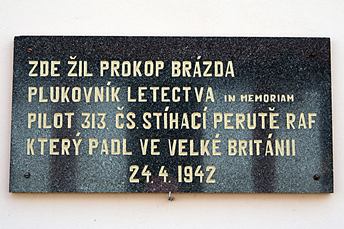 ZDE ŽIL PROKOP BRÁZDA
PLUKOVNÍK LETECTVA IN MEMORIAM
PILOT 313. ČS. STÍHACÍ PERUTĚ RAF
KTERÝ PADL VE VELKÉ BRITÁNII
24. 4. 1942